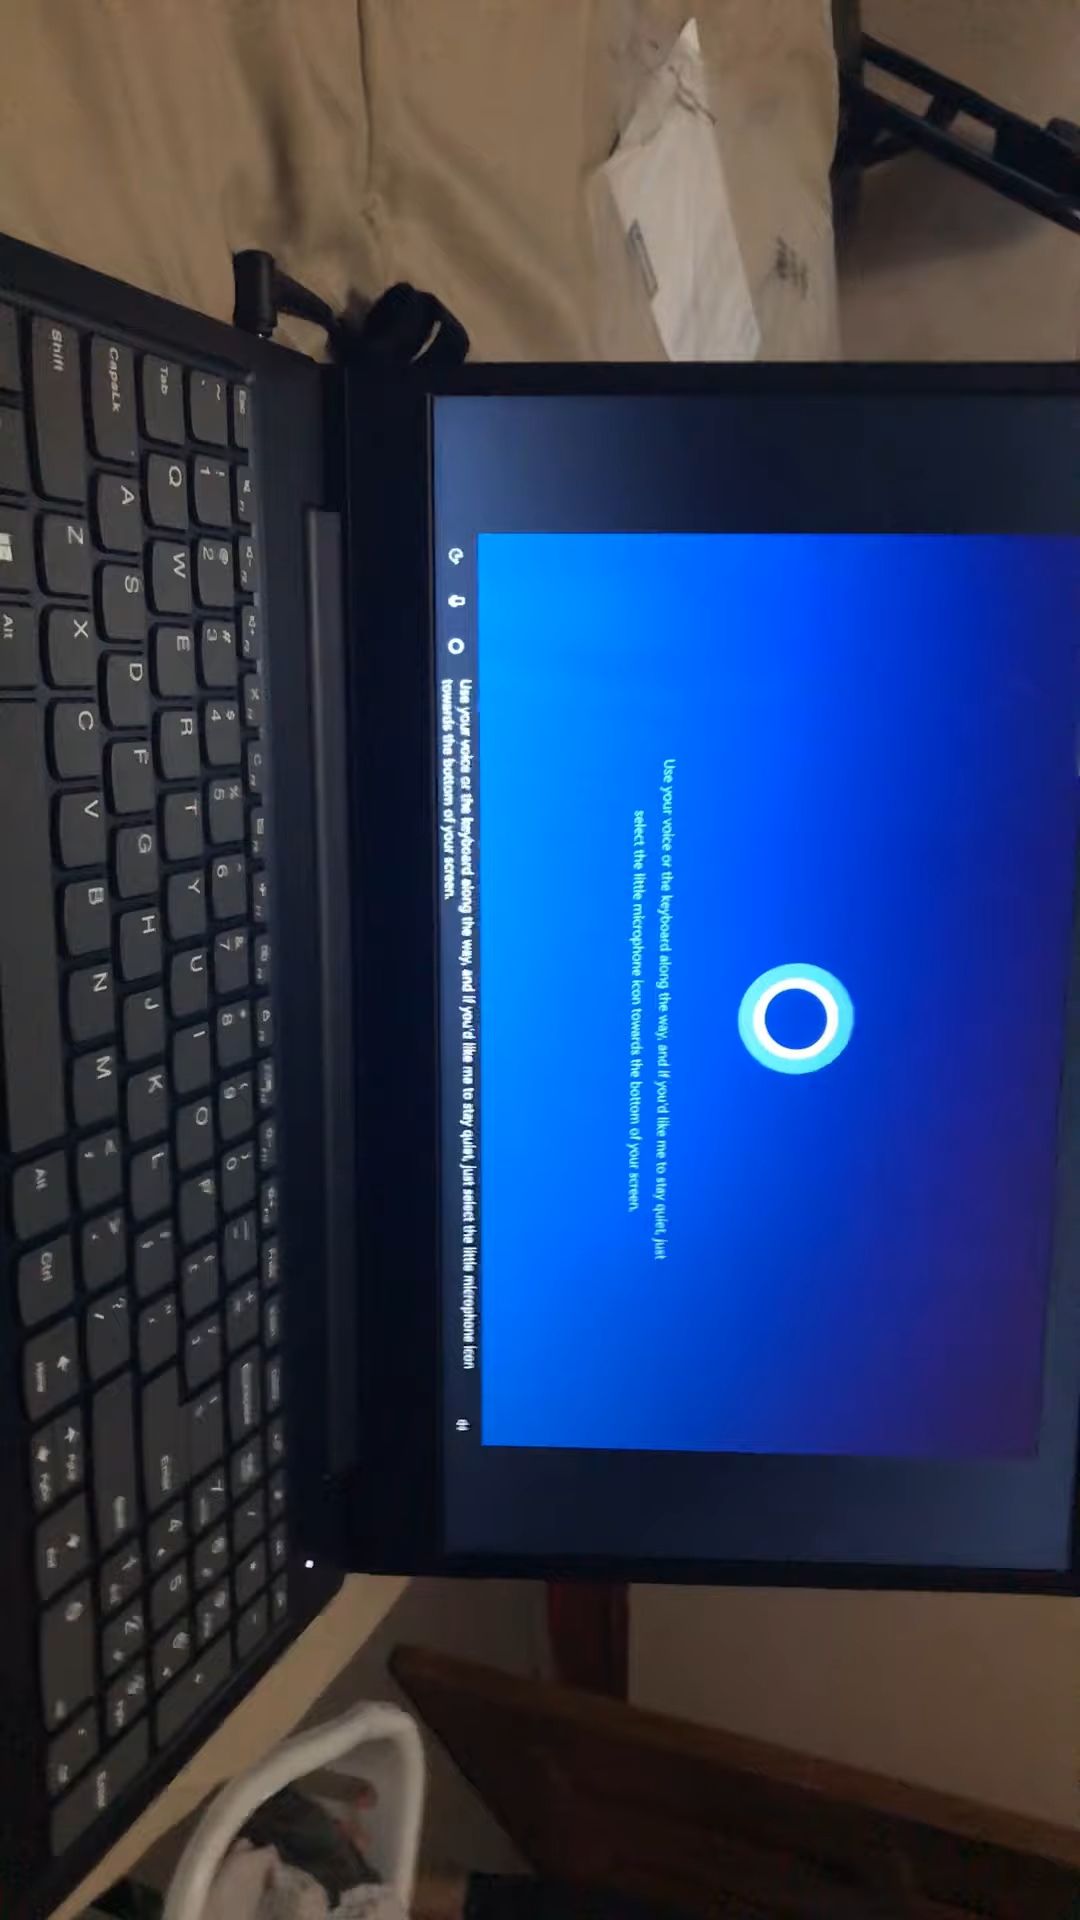 Use your voice or the keyboard along the way, and if you'd like me to stay quiet, just
select the little microphone icon towards the bottom of your screen.
Use your voice or the keyboard along the way, and if you'd like me to stay quiet, just select the little microphone icon
towards the bottom of your screen.
Esc
~ ! 1 @ 2 # 3 $ 4 % 5 ^ 6 & 7 * 8 ( 9 ) 0
Tab Q W E R T Y U I O P
CapsLk A S D F G H J K L Enter
Shift Z X C V B N M
Alt Alt Ctrl Home